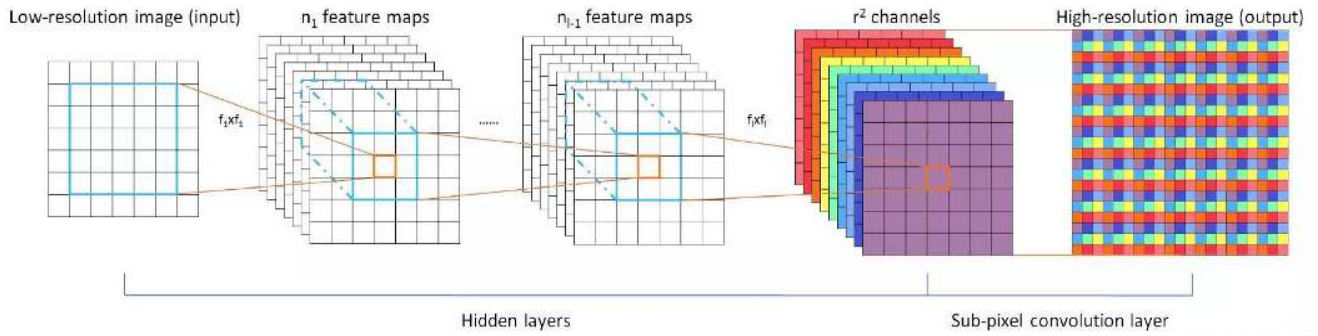 Low-resolution image (input)
n₁ feature maps
nₗ₋₁ feature maps
r² channels
High-resolution image (output)
f₁xf₁
......
fₗxfₗ
Hidden layers
Sub-pixel convolution layer